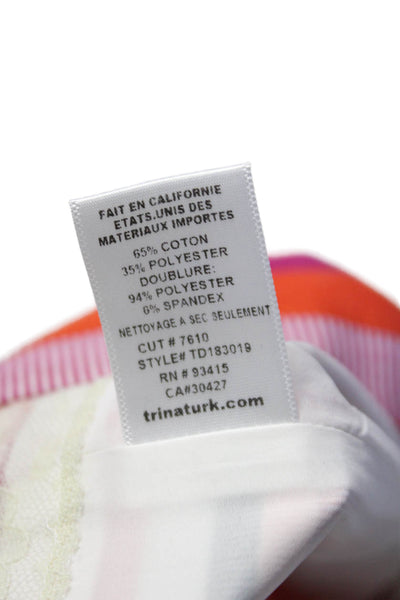 FAIT EN CALIFORNIE
ETATS.UNIS DES
MATERIAUX IMPORTES
65% COTON
35% POLYESTER
DOUBLURE:
94% POLYESTER
6% SPANDEX
NETTOYAGE A SEC SEULEMENT
CUT # 7610
STYLE# TD183019
RN # 93415
CA#30427
trinaturk.com